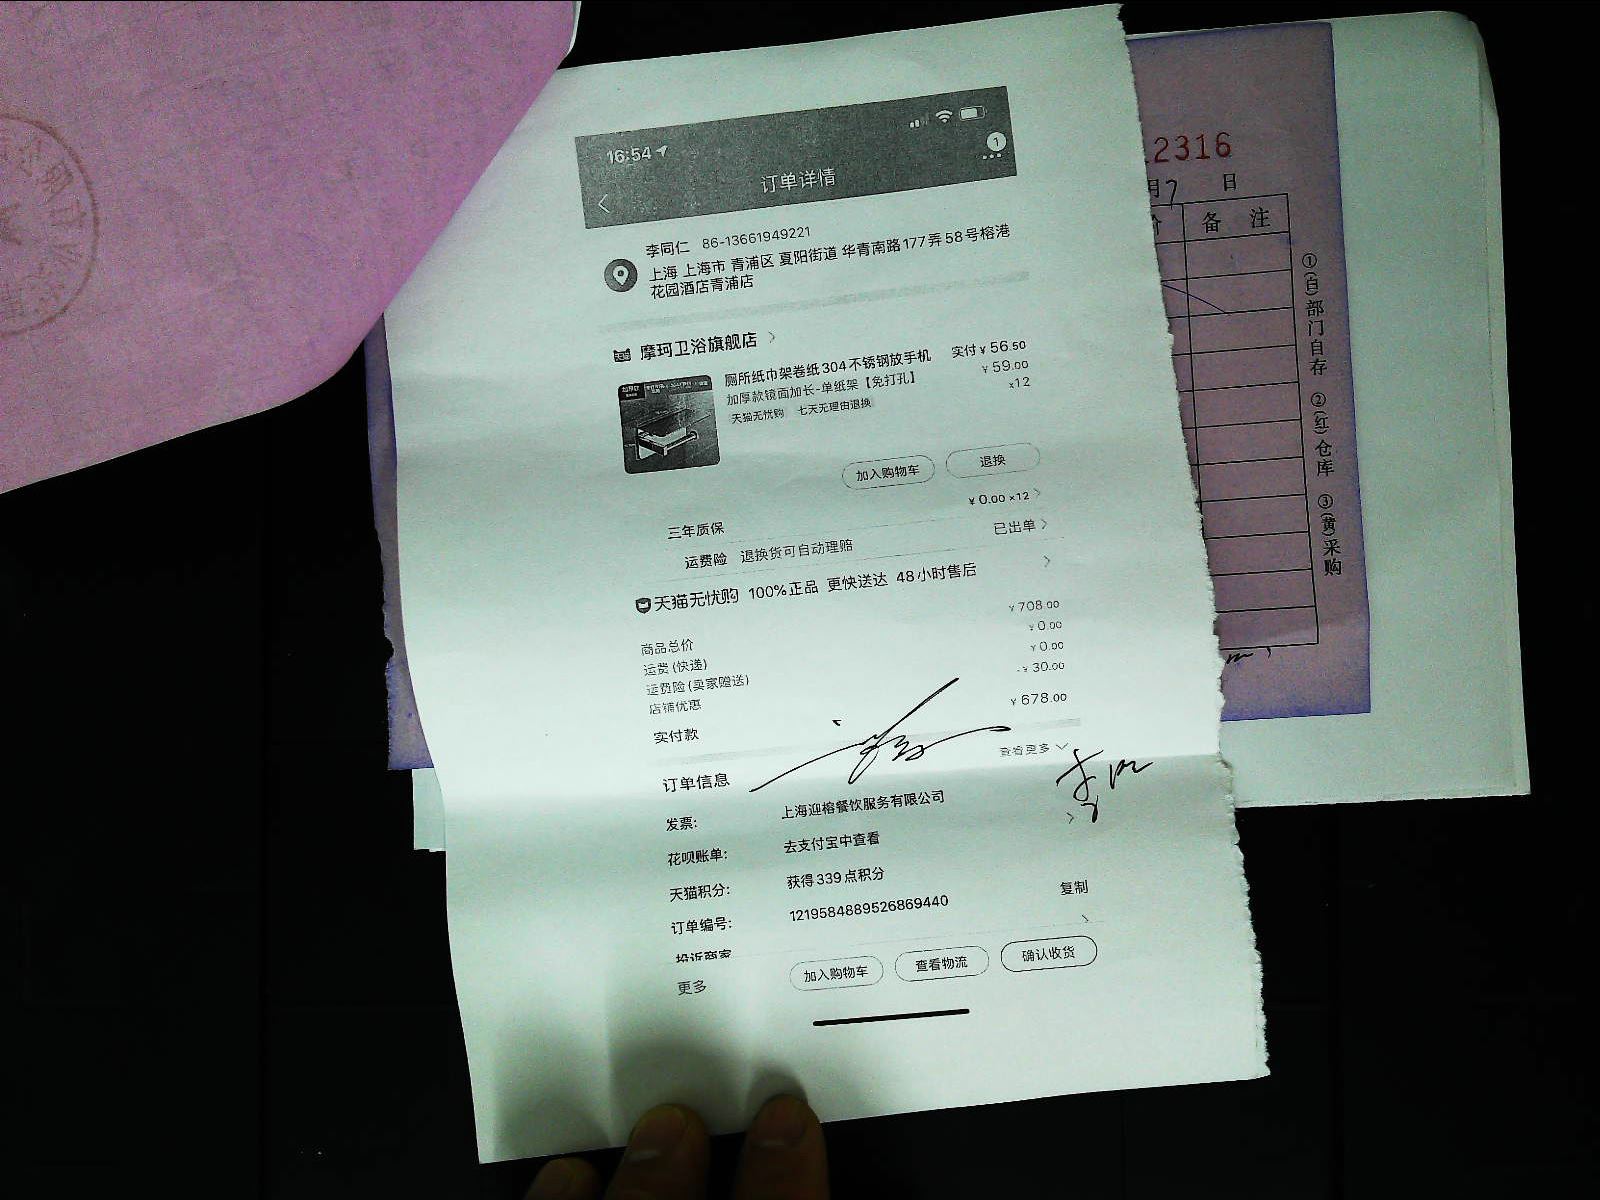 16:54
1
订单详情
李同仁 86-13661949221
上海 上海市 青浦区 夏阳街道 华青南路177弄58号榕港
花园酒店青浦店
天猫 摩珂卫浴旗舰店
厕所纸巾架卷纸304不锈钢放手机 实付¥56.50
加厚款镜面加长-单纸架【免打孔】 ¥59.00
天猫无忧购 七天无理由退换 x12
加入购物车 退换
三年质保 ¥0.00 x12
运费险 退换货可自动理赔 已出单
天猫无忧购 100%正品 更快送达 48小时售后
商品总价 ¥708.00
运费(快递) ¥0.00
运费险(卖家赠送) ¥0.00
店铺优惠 -¥30.00
实付款 ¥678.00
订单信息 查看更多
发票: 上海迎榕餐饮服务有限公司
花呗账单: 去支付宝中查看
天猫积分: 获得339点积分
订单编号: 1219584889526869440 复制
投诉商家
更多 加入购物车 查看物流 确认收货
2316
月7 日
价 备 注
①(白)部门自存 ②(红)仓库 ③(黄)采购